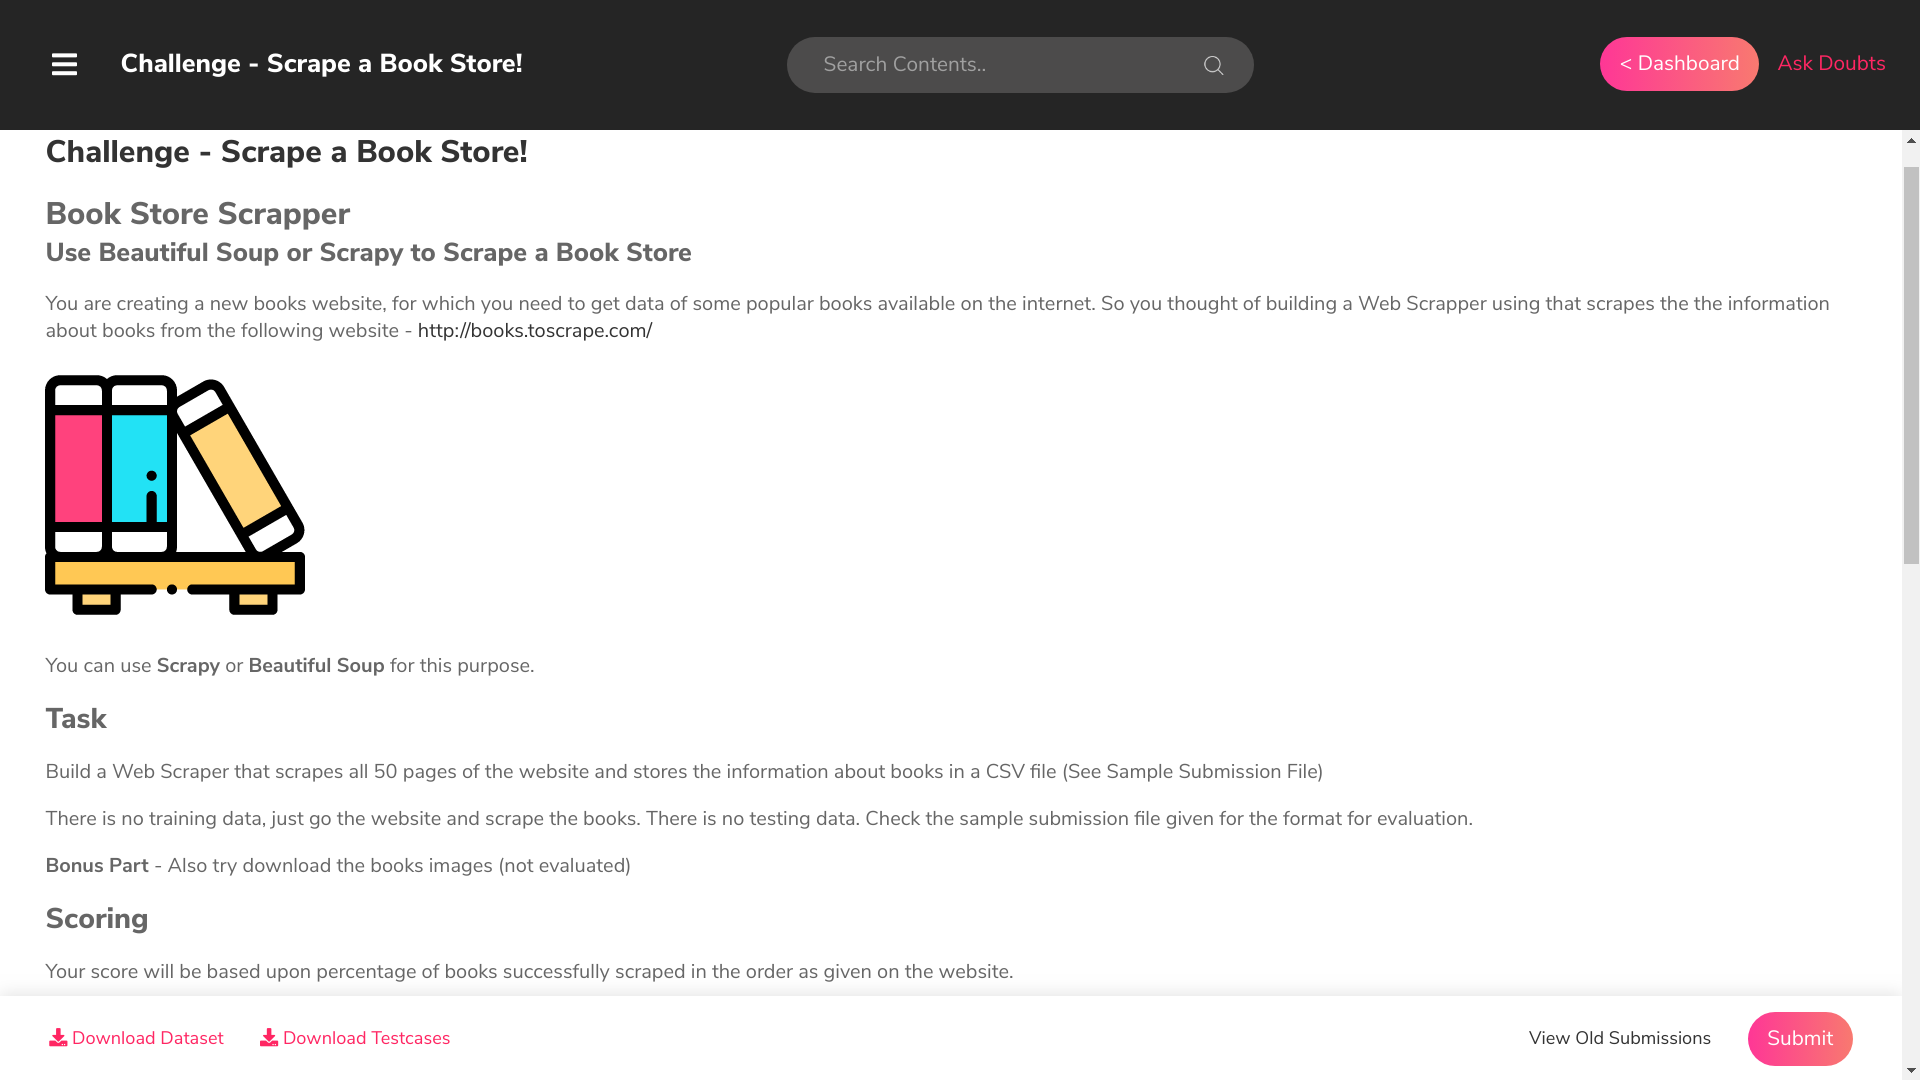 Challenge - Scrape a Book Store!
Search Contents..
< Dashboard
Ask Doubts
Challenge - Scrape a Book Store!
Book Store Scrapper
Use Beautiful Soup or Scrapy to Scrape a Book Store
You are creating a new books website, for which you need to get data of some popular books available on the internet. So you thought of building a Web Scrapper using that scrapes the the information
about books from the following website - http://books.toscrape.com/
You can use Scrapy or Beautiful Soup for this purpose.
Task
Build a Web Scraper that scrapes all 50 pages of the website and stores the information about books in a CSV file (See Sample Submission File)
There is no training data, just go the website and scrape the books. There is no testing data. Check the sample submission file given for the format for evaluation.
Bonus Part - Also try download the books images (not evaluated)
Scoring
Your score will be based upon percentage of books successfully scraped in the order as given on the website.
Download Dataset
Download Testcases
View Old Submissions
Submit